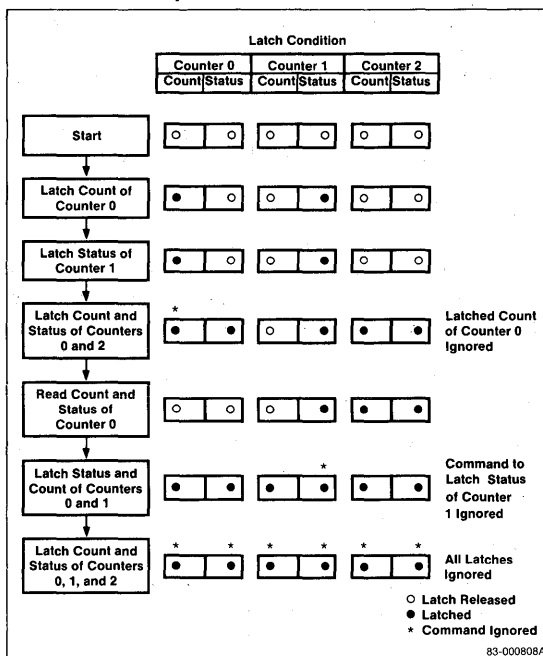 Latch Condition
Counter 0 Counter 1 Counter 2
Count Status Count Status Count Status
Start
Latch Count of
Counter 0
Latch Status of
Counter 1
Latch Count and
Status of Counters
0 and 2
*
Latched Count
of Counter 0
Ignored
Read Count and
Status of
Counter 0
Latch Status and
Count of Counters
0 and 1
*
Command to
Latch Status
of Counter
1 Ignored
Latch Count and
Status of Counters
0, 1, and 2
* * * * * *
All Latches
Ignored
○ Latch Released
● Latched
* Command Ignored
83-000808A